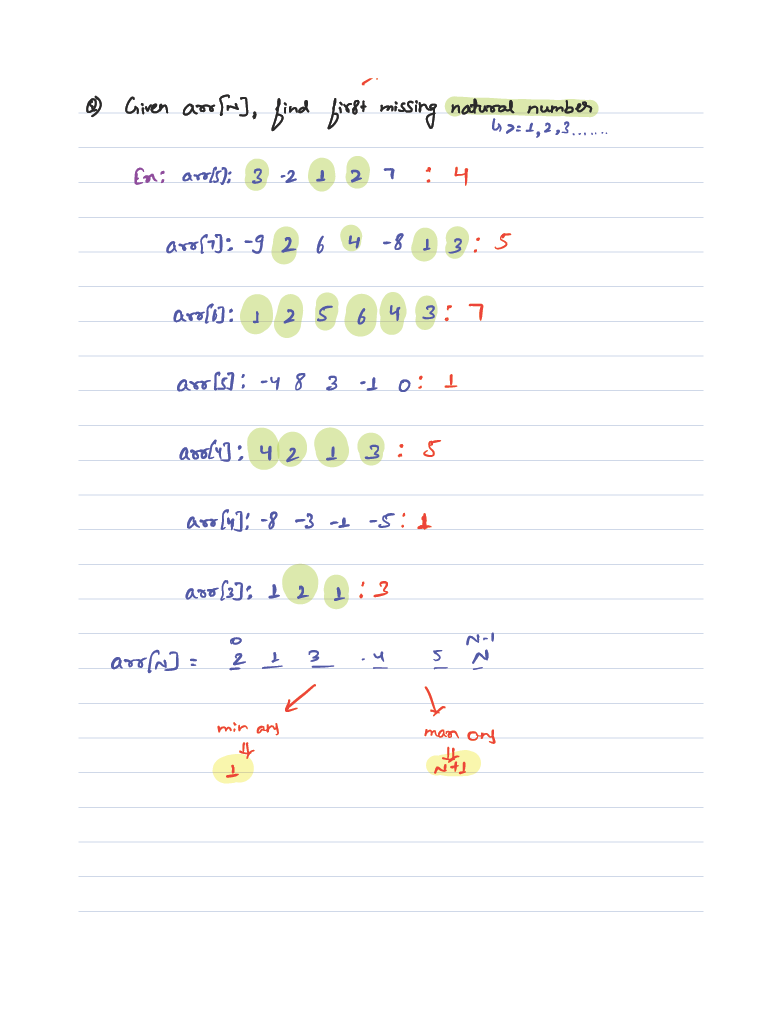 Q) Given arr[N], find first missing natural number
↳ >= 1, 2, 3.......
Ex: arr[5]: 3 -2 1 2 7 : 4
arr[7]: -9 2 6 4 -8 1 3 : 5
arr[6]: 1 2 5 6 4 3 : 7
arr[5]: -4 8 3 -1 0 : 1
arr[4]: 4 2 1 3 : 5
arr[4]: -8 -3 -1 -5 : 1
arr[3]: 1 2 1 : 3
0 N-1
arr[N] = 2 1 3 . 4 5 N
min ans max ans
⇓ ⇓
1 N+1